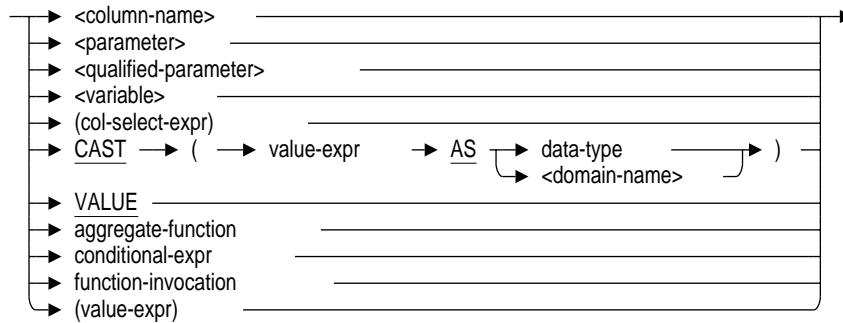 <column-name>
<parameter>
<qualified-parameter>
<variable>
(col-select-expr)
CAST ( value-expr AS data-type )
<domain-name>
VALUE
aggregate-function
conditional-expr
function-invocation
(value-expr)